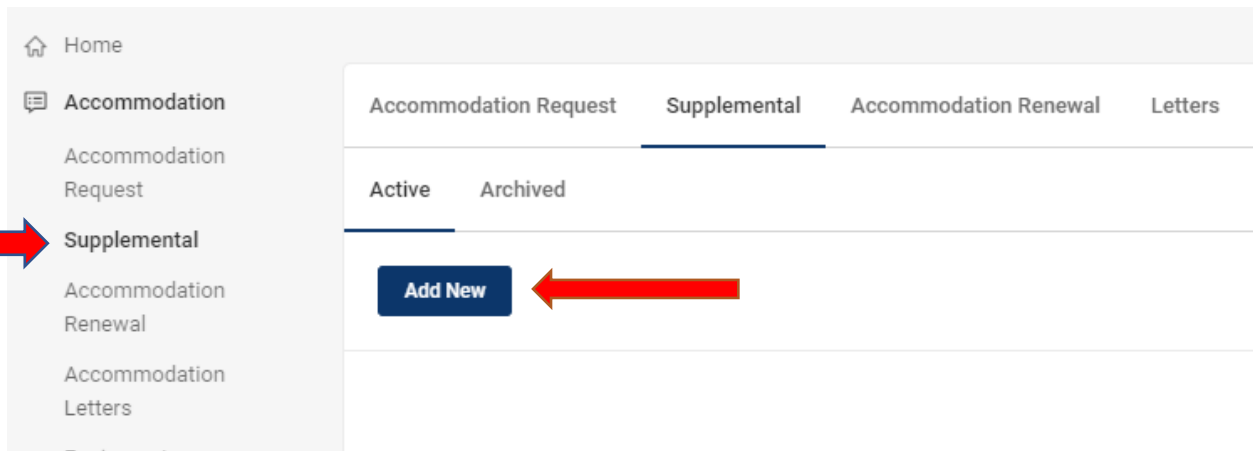 Home
Accommodation
Accommodation
Request
Supplemental
Accommodation
Renewal
Accommodation
Letters
Accommodation Request Supplemental Accommodation Renewal Letters
Active Archived
Add New